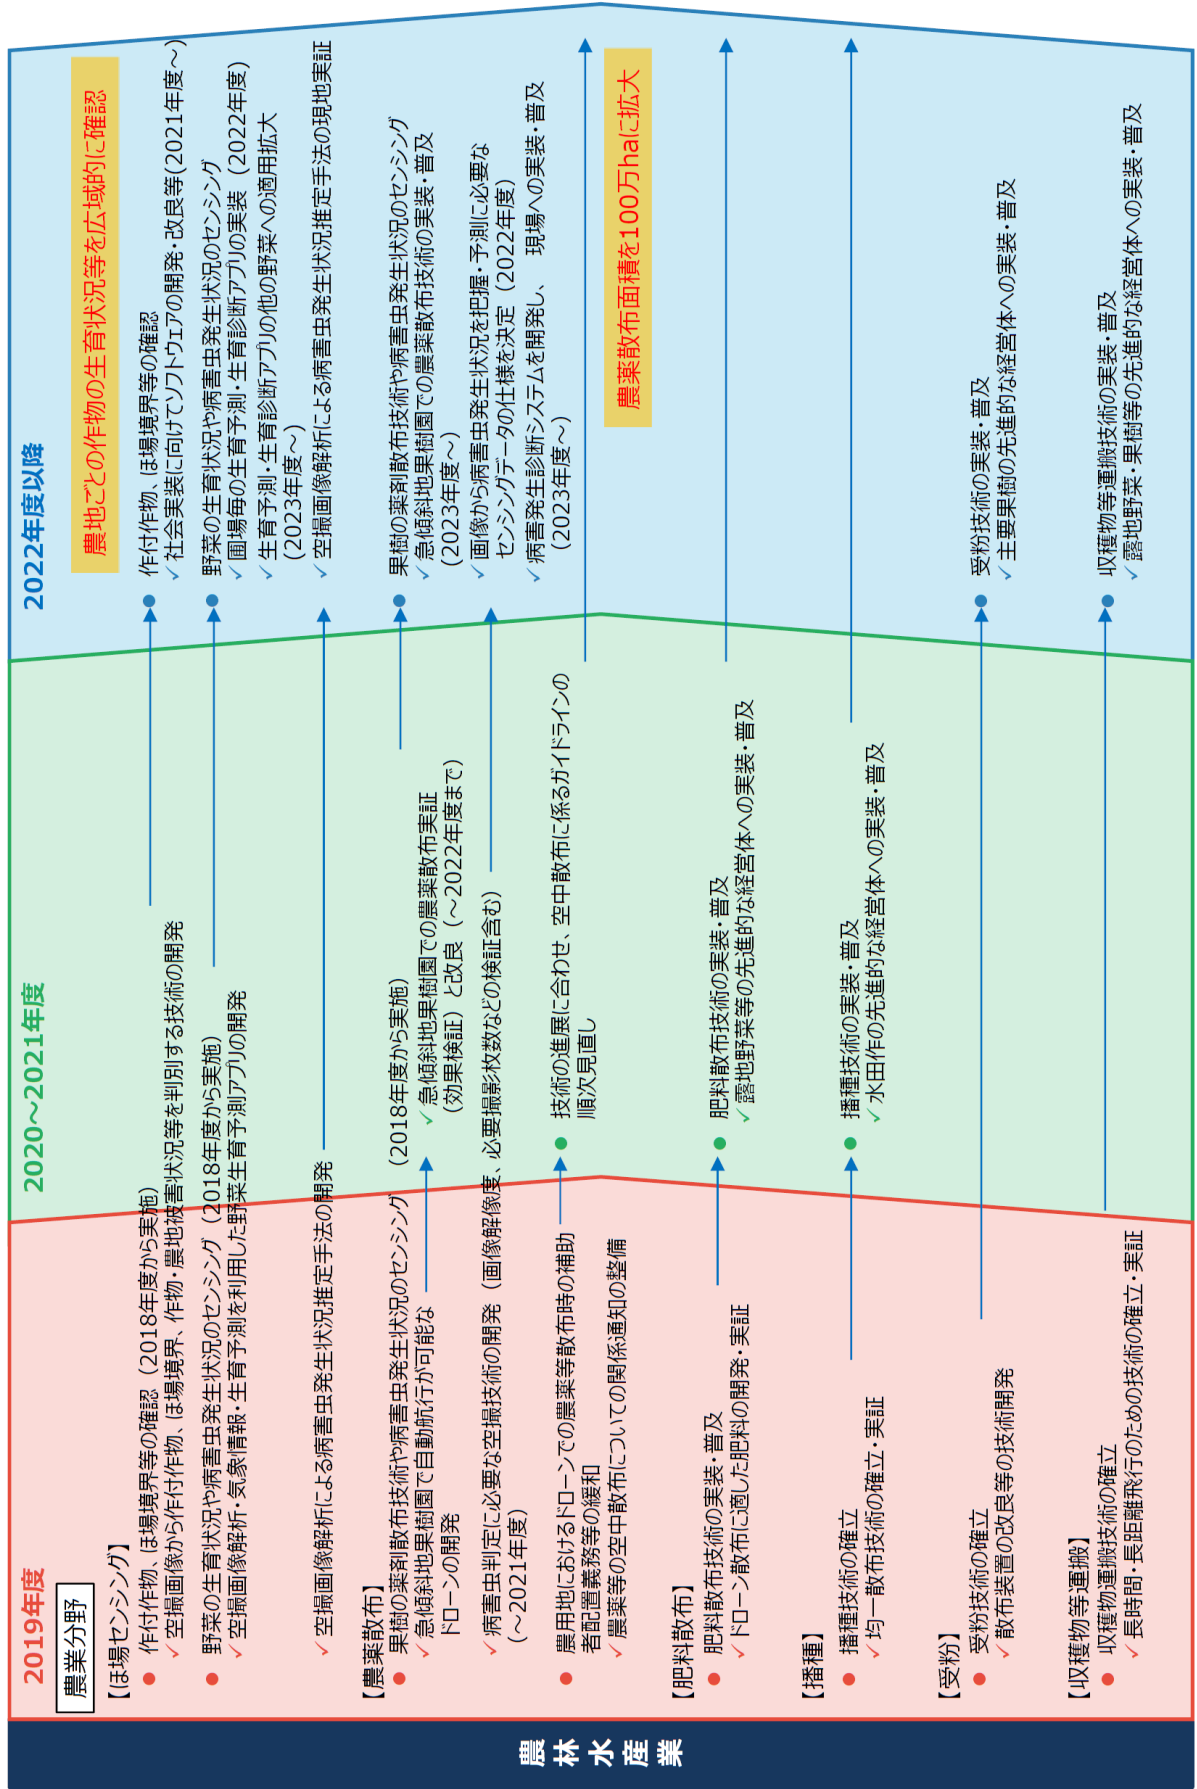 農林水産業
2019年度
2020～2021年度
2022年度以降
農業分野
農地ごとの作物の生育状況等を広域的に確認
【ほ場センシング】
● 作付作物、ほ場境界等の確認（2018年度から実施）
✓ 空撮画像から作付作物、ほ場境界、作物・農地被害状況等を判別する技術の開発
● 作付作物、ほ場境界等の確認
✓ 社会実装に向けてソフトウェアの開発・改良等(2021年度～)
● 野菜の生育状況や病害虫発生状況のセンシング（2018年度から実施）
✓ 空撮画像解析・気象情報・生育予測を利用した野菜生育予測アプリの開発
● 野菜の生育状況や病害虫発生状況のセンシング
✓ 圃場毎の生育予測・生育診断アプリの実装（2022年度）
✓ 生育予測・生育診断アプリの他の野菜への適用拡大
（2023年度～）
✓ 空撮画像解析による病害虫発生状況推定手法の開発
✓ 空撮画像解析による病害虫発生状況推定手法の現地実証
【農薬散布】
● 果樹の薬剤散布技術や病害虫発生状況のセンシング　（2018年度から実施）
✓ 急傾斜地果樹園で自動航行が可能な
ドローンの開発
✓ 急傾斜地果樹園での農薬散布実証
（効果検証）と改良（～2022年度まで）
● 果樹の薬剤散布技術や病害虫発生状況のセンシング
✓ 急傾斜地果樹園での農薬散布技術の実装・普及
（2023年度～）
✓ 病害虫判定に必要な空撮技術の開発（画像解像度、必要撮影枚数などの検証含む）
（～2021年度）
✓ 画像から病害虫発生状況を把握・予測に必要な
センシングデータの仕様を決定（2022年度）
✓ 病害発生診断システムを開発し、 現場への実装・普及
（2023年度～）
● 農用地におけるドローンでの農薬等散布時の補助
者配置義務等の緩和
✓ 農薬等の空中散布についての関係通知の整備
● 技術の進展に合わせ、空中散布に係るガイドラインの
順次見直し
農薬散布面積を100万haに拡大
【肥料散布】
● 肥料散布技術の実装・普及
✓ ドローン散布に適した肥料の開発・実証
● 肥料散布技術の実装・普及
✓ 露地野菜等の先進的な経営体への実装・普及
【播種】
● 播種技術の確立
✓ 均一散布技術の確立・実証
● 播種技術の実装・普及
✓ 水田作の先進的な経営体への実装・普及
【受粉】
● 受粉技術の確立
✓ 散布装置の改良等の技術開発
● 受粉技術の実装・普及
✓ 主要果樹の先進的な経営体への実装・普及
【収穫物等運搬】
● 収穫物運搬技術の確立
✓ 長時間・長距離飛行のための技術の確立・実証
● 収穫物等運搬技術の実装・普及
✓ 露地野菜・果樹等の先進的な経営体への実装・普及